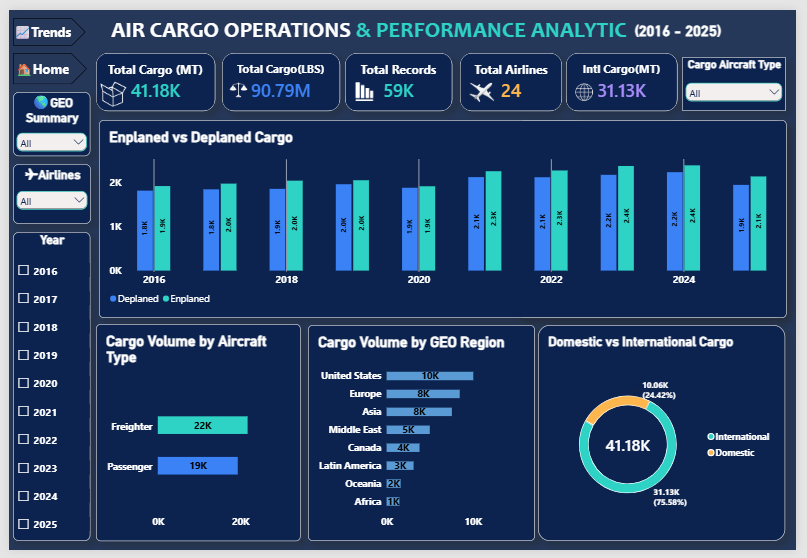 Trends
AIR CARGO OPERATIONS & PERFORMANCE ANALYTIC (2016 - 2025)
Home
Total Cargo (MT)
41.18K
Total Cargo(LBS)
90.79M
Total Records
59K
Total Airlines
24
Intl Cargo(MT)
31.13K
Cargo Aircraft Type
All
GEO
Summary
All
Airlines
All
Year
2016
2017
2018
2019
2020
2021
2022
2023
2024
2025
Enplaned vs Deplaned Cargo
2K
1K
0K
1.8K
1.9K
1.8K
2.0K
1.9K
2.0K
2.0K
2.0K
1.9K
1.9K
2.1K
2.3K
2.1K
2.3K
2.2K
2.4K
2.2K
2.4K
1.9K
2.1K
2016
2018
2020
2022
2024
Deplaned Enplaned
Cargo Volume by Aircraft
Type
Freighter
22K
Passenger
19K
0K
20K
Cargo Volume by GEO Region
United States
10K
Europe
8K
Asia
8K
Middle East
5K
Canada
4K
Latin America
3K
Oceania
2K
Africa
1K
0K
10K
Domestic vs International Cargo
10.06K
(24.42%)
41.18K
31.13K
(75.58%)
International
Domestic